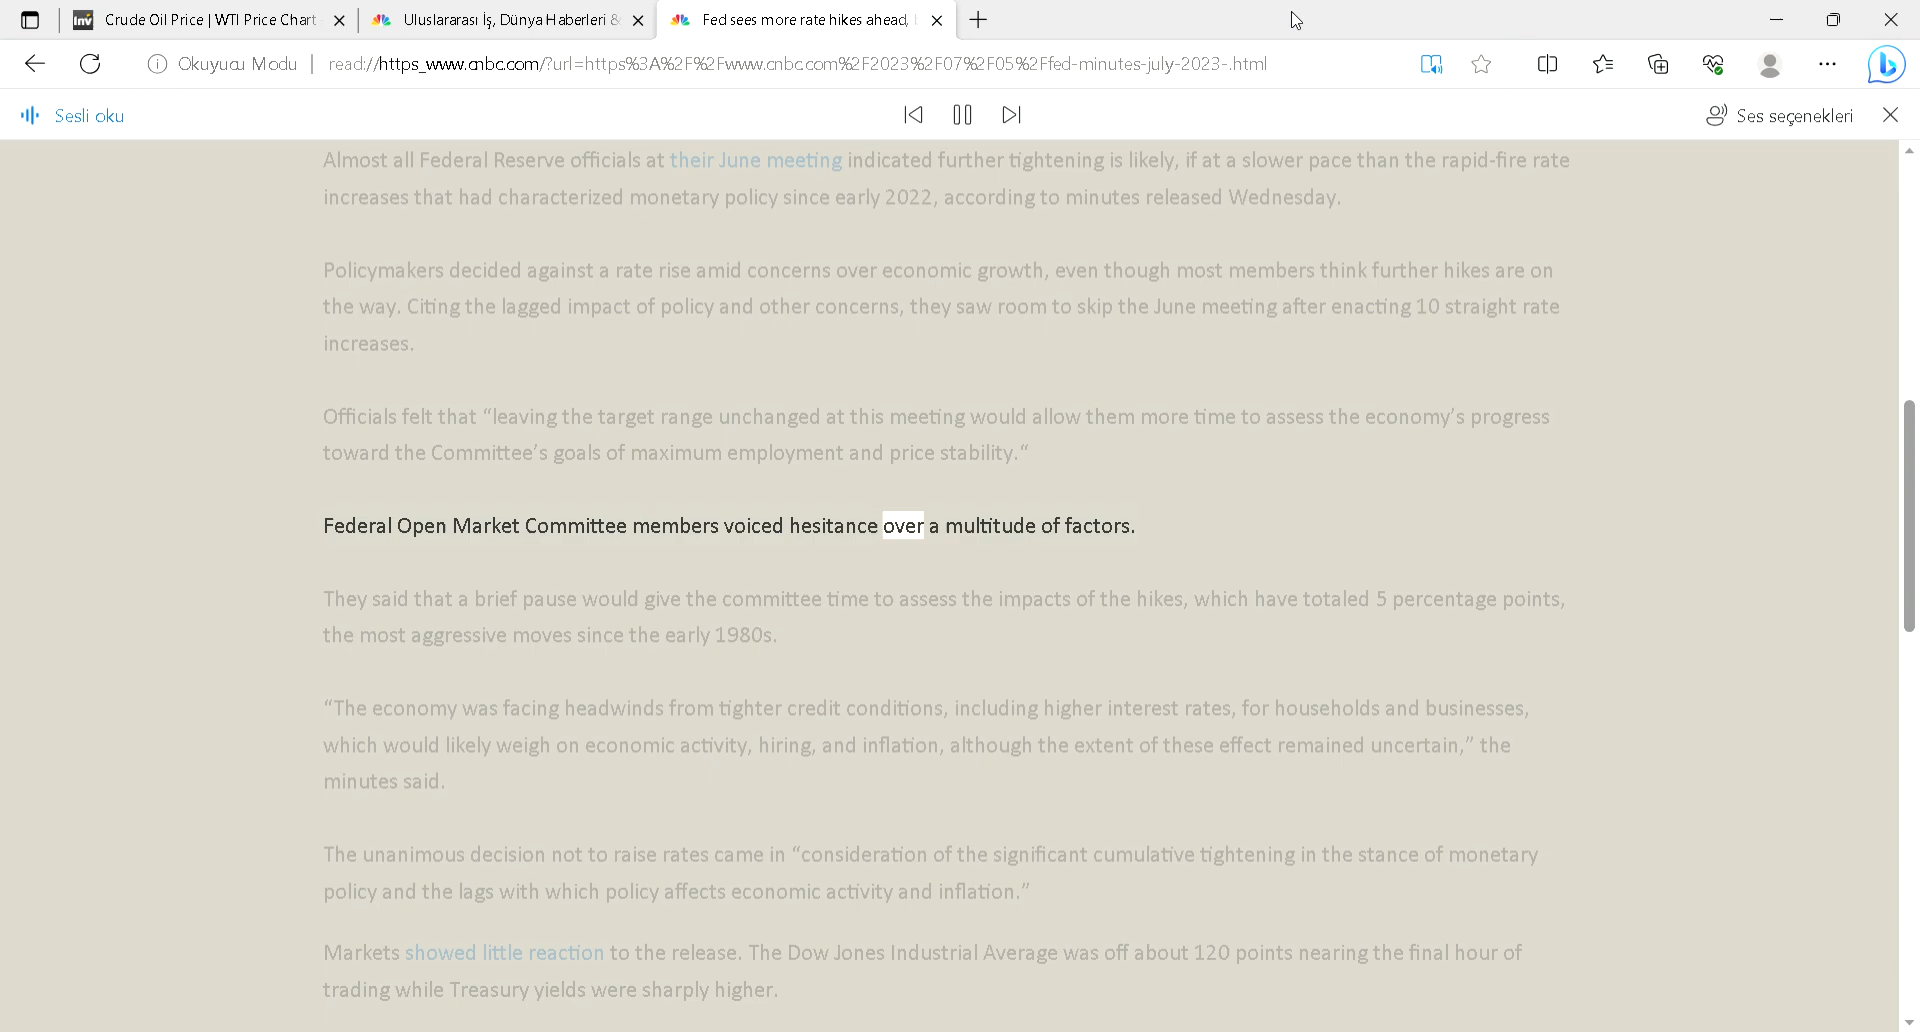 Crude Oil Price | WTI Price Chart
Uluslararası İş, Dünya Haberleri &
Fed sees more rate hikes ahead,
Okuyucu Modu
read://https_www.cnbc.com/?url=https%3A%2F%2Fwww.cnbc.com%2F2023%2F07%2F05%2Ffed-minutes-july-2023-.html
Sesli oku
Ses seçenekleri
Almost all Federal Reserve officials at their June meeting indicated further tightening is likely, if at a slower pace than the rapid-fire rate
increases that had characterized monetary policy since early 2022, according to minutes released Wednesday.
Policymakers decided against a rate rise amid concerns over economic growth, even though most members think further hikes are on
the way. Citing the lagged impact of policy and other concerns, they saw room to skip the June meeting after enacting 10 straight rate
increases.
Officials felt that “leaving the target range unchanged at this meeting would allow them more time to assess the economy’s progress
toward the Committee’s goals of maximum employment and price stability.“
Federal Open Market Committee members voiced hesitance over a multitude of factors.
They said that a brief pause would give the committee time to assess the impacts of the hikes, which have totaled 5 percentage points,
the most aggressive moves since the early 1980s.
“The economy was facing headwinds from tighter credit conditions, including higher interest rates, for households and businesses,
which would likely weigh on economic activity, hiring, and inflation, although the extent of these effect remained uncertain,” the
minutes said.
The unanimous decision not to raise rates came in “consideration of the significant cumulative tightening in the stance of monetary
policy and the lags with which policy affects economic activity and inflation.”
Markets showed little reaction to the release. The Dow Jones Industrial Average was off about 120 points nearing the final hour of
trading while Treasury yields were sharply higher.